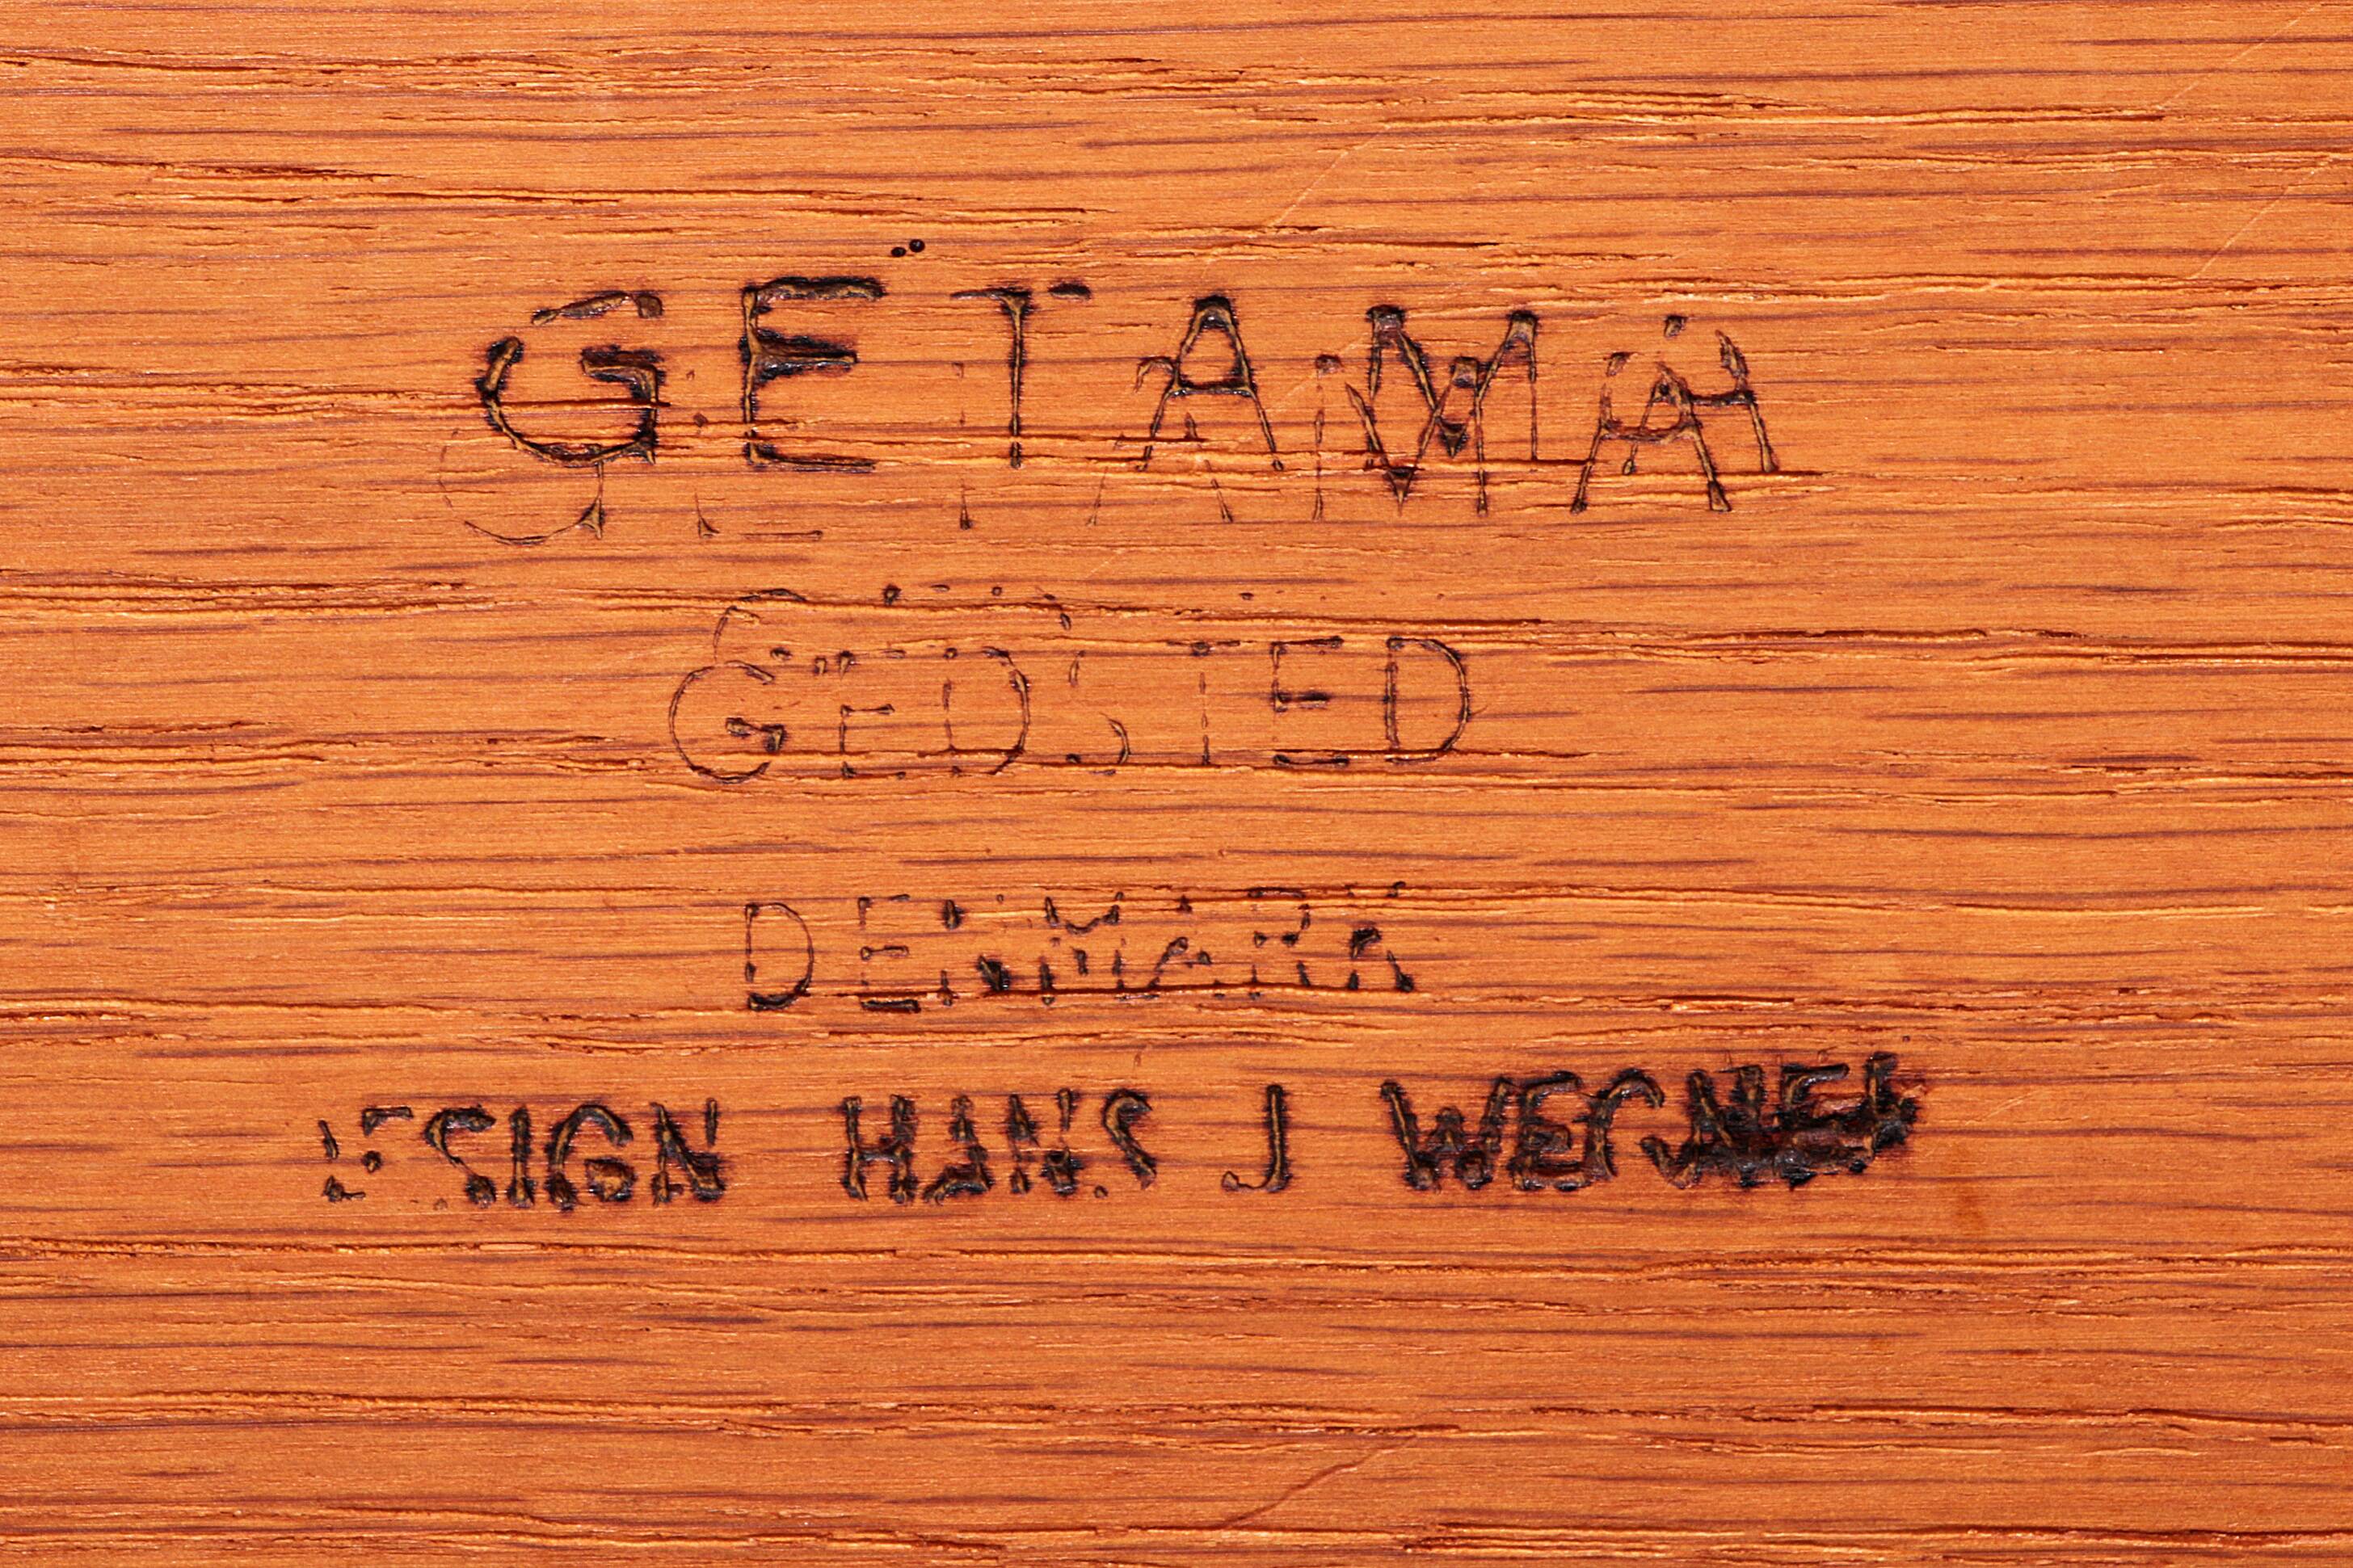 GETAMA
GEDSTED
DENMARK
DESIGN HANS J WEGNER